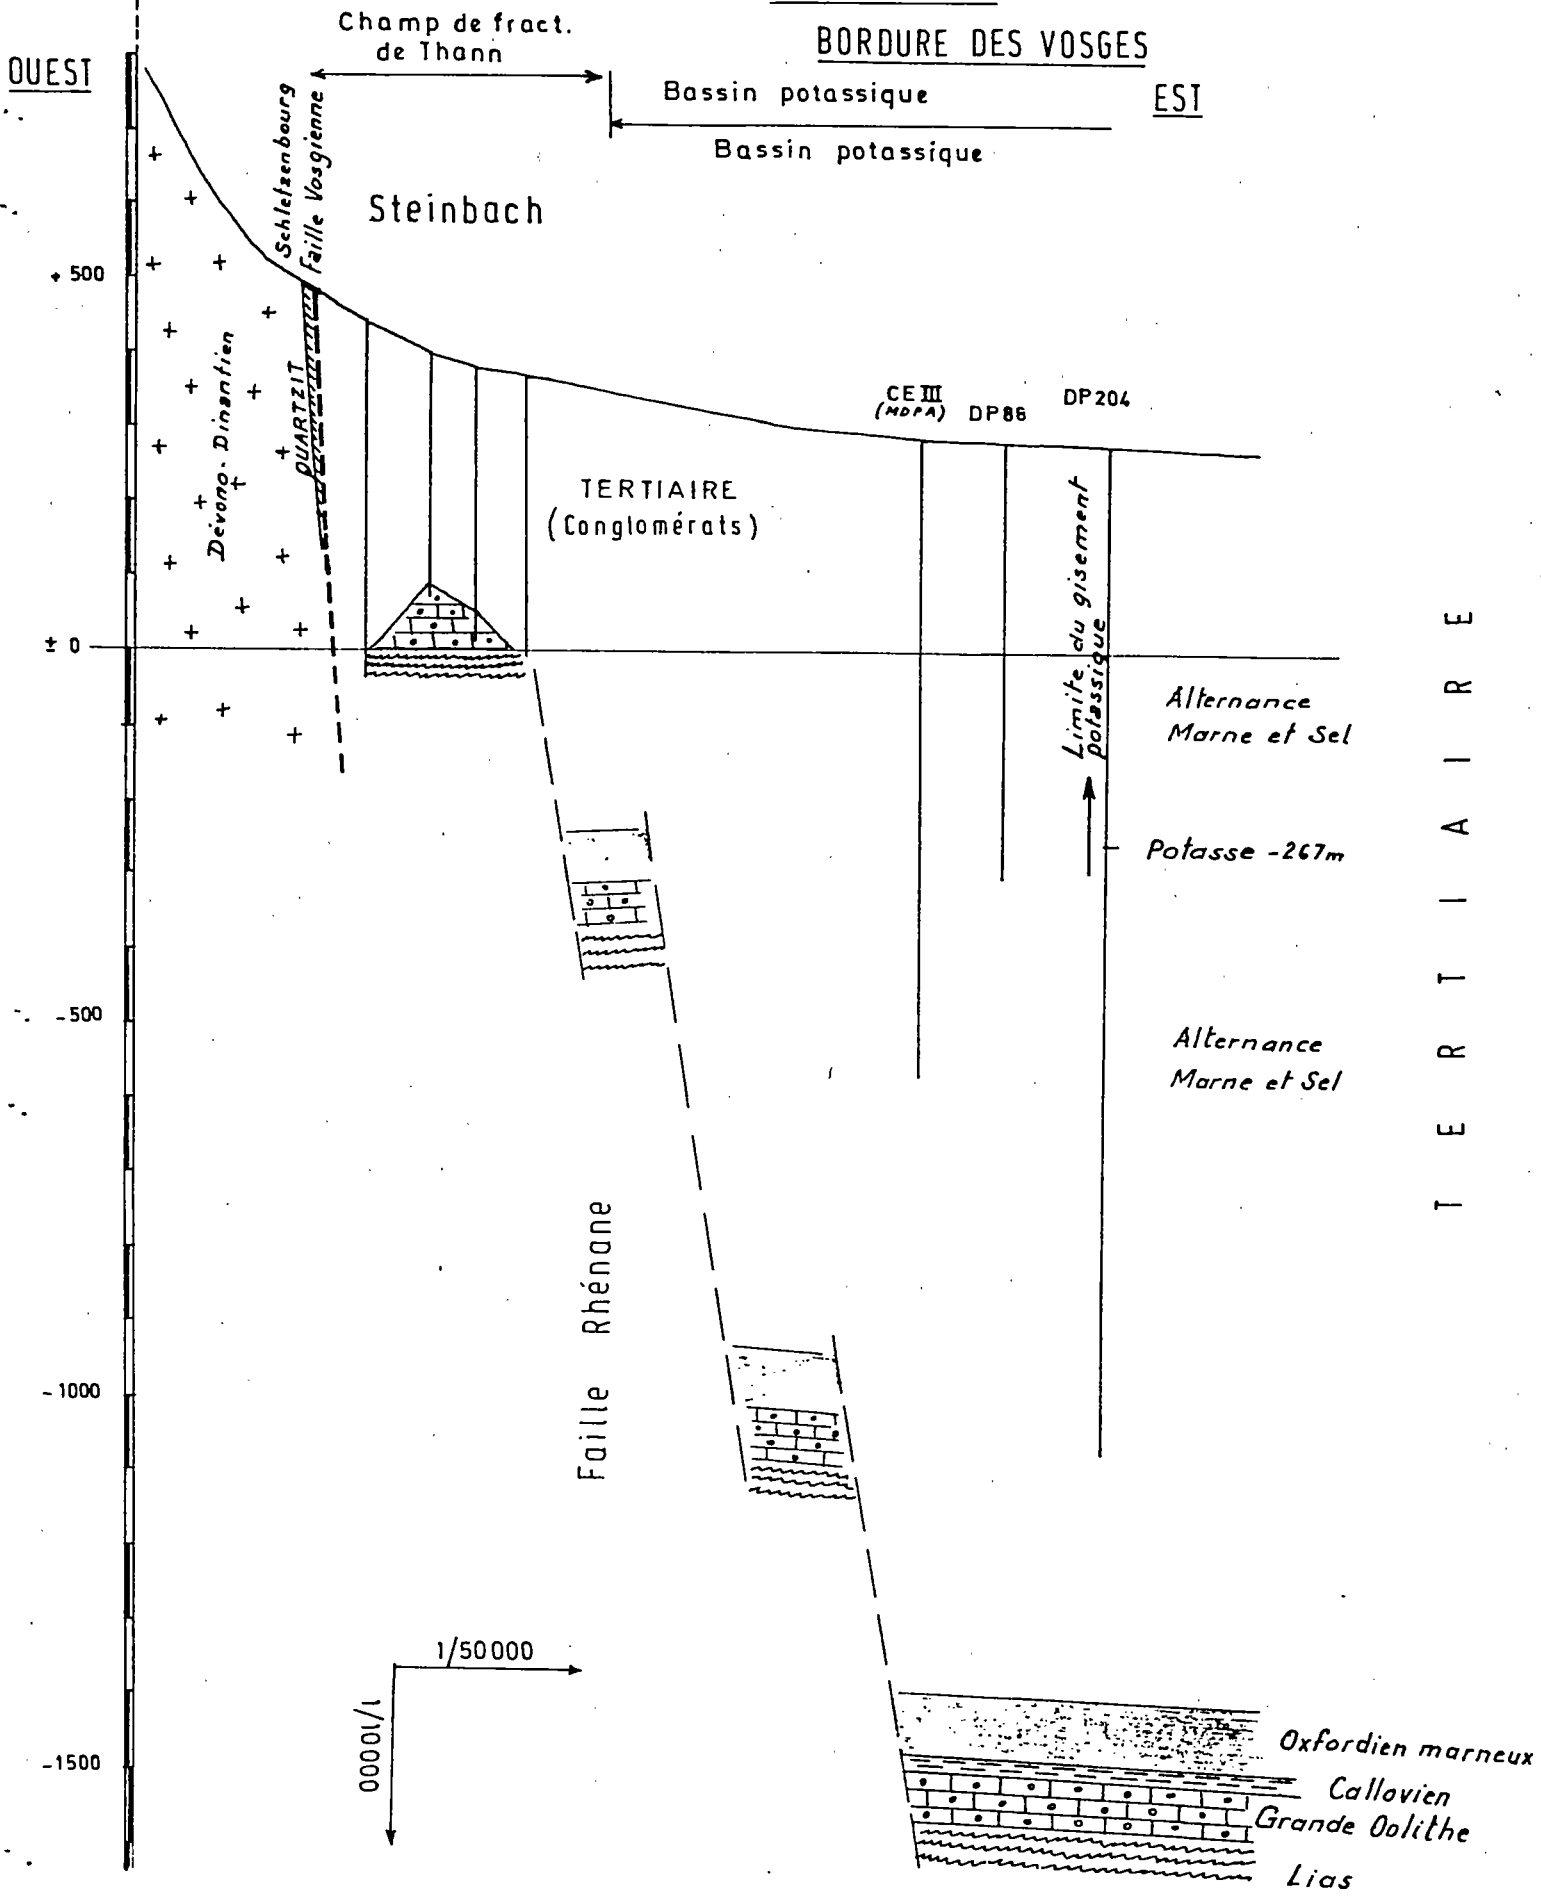 Champ de fract.
de Thann
BORDURE DES VOSGES
OUEST
Bassin potassique
EST
Bassin potassique
Schletzenbourg
Faille Vosgienne
Steinbach
+ 500
QUARTZIT
Dévono-Dinantien
CE III
(MDPA)
DP86
DP204
TERTIAIRE
(Conglomérats)
Limite du gisement
potassique
± 0
Alternance
Marne et Sel
Potasse -267m
TERTIAIRE
-500
Alternance
Marne et Sel
Faille Rhénane
-1000
1/50000
1/10000
-1500
Oxfordien marneux
Callovien
Grande Oolithe
Lias